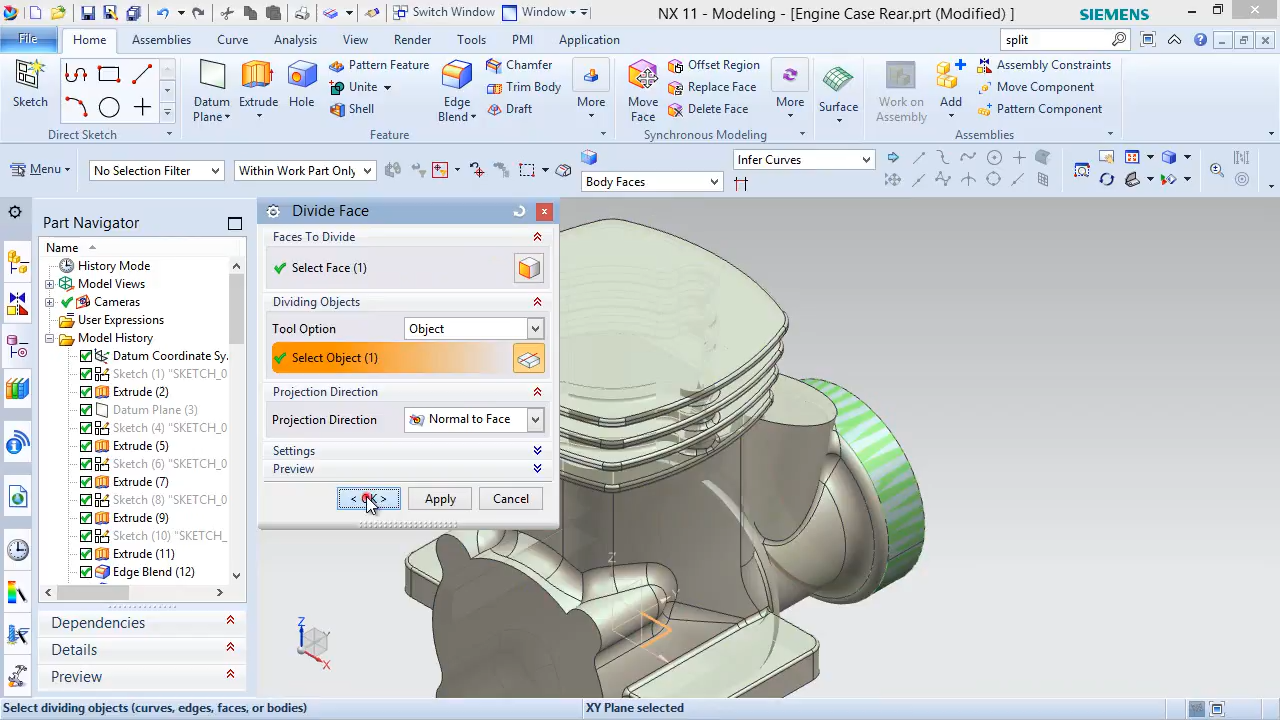 Switch Window
Window
NX 11 - Modeling - [Engine Case Rear.prt (Modified) ]
SIEMENS
File
Home
Assemblies
Curve
Analysis
View
Render
Tools
PMI
Application
split
Sketch
Direct Sketch
Datum
Plane
Extrude
Hole
Pattern Feature
Unite
Shell
Edge
Blend
Chamfer
Trim Body
Draft
More
Feature
Move
Face
Offset Region
Replace Face
Delete Face
More
Synchronous Modeling
Surface
Work on
Assembly
Add
Assembly Constraints
Move Component
Pattern Component
Assemblies
Menu
No Selection Filter
Within Work Part Only
Body Faces
Infer Curves
Part Navigator
Name
History Mode
Model Views
Cameras
User Expressions
Model History
Datum Coordinate Sy.
Sketch (1) "SKETCH_0
Extrude (2)
Datum Plane (3)
Sketch (4) "SKETCH_0
Extrude (5)
Sketch (6) "SKETCH_0
Extrude (7)
Sketch (8) "SKETCH_0
Extrude (9)
Sketch (10) "SKETCH_
Extrude (11)
Edge Blend (12)
Dependencies
Details
Preview
Divide Face
Faces To Divide
Select Face (1)
Dividing Objects
Tool Option
Object
Select Object (1)
Projection Direction
Projection Direction
Normal to Face
Settings
Preview
< OK >
Apply
Cancel
Z
Z
Y
X
Select dividing objects (curves, edges, faces, or bodies)
XY Plane selected